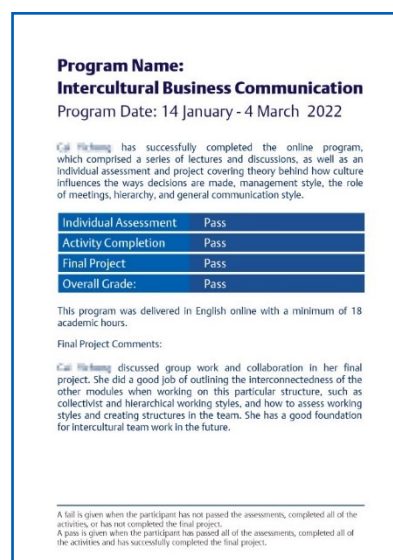 Program Name:
Intercultural Business Communication
Program Date: 14 January - 4 March 2022
has successfully completed the online program,
which comprised a series of lectures and discussions, as well as an
individual assessment and project covering theory behind how culture
influences the ways decisions are made, management style, the role
of meetings, hierarchy, and general communication style.
Individual Assessment Pass
Activity Completion Pass
Final Project Pass
Overall Grade: Pass
This program was delivered in English online with a minimum of 18
academic hours.
Final Project Comments:
discussed group work and collaboration in her final
project. She did a good job of outlining the interconnectedness of the
other modules when working on this particular structure, such as
collectivist and hierarchical working styles, and how to assess working
styles and creating structures in the team. She has a good foundation
for intercultural team work in the future.
A fail is given when the participant has not passed the assessments, completed all of the
activities, or has not completed the final project.
A pass is given when the participant has passed all of the assessments, completed all of
the activities and has successfully completed the final project.